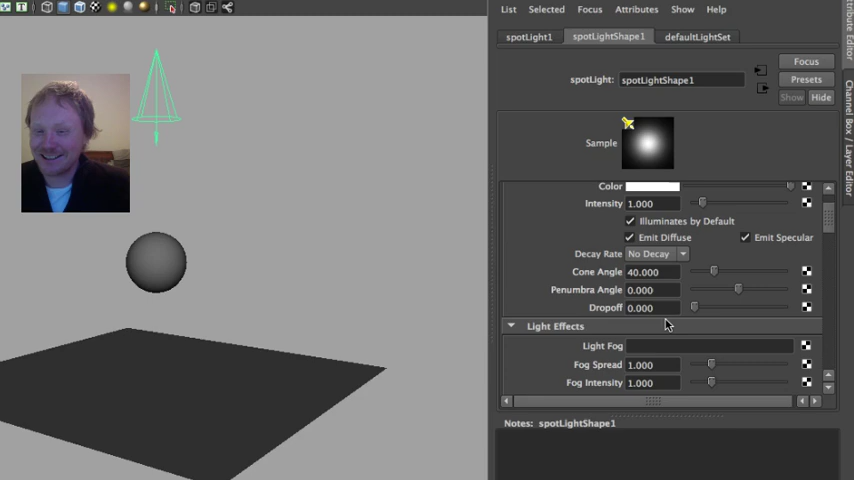 List Selected Focus Attributes Show Help
spotLight1 spotLightShape1 defaultLightSet
Focus
spotLight: spotLightShape1
Presets
Show Hide
Sample
Color
Intensity 1.000
Illuminates by Default
Emit Diffuse Emit Specular
Decay Rate No Decay
Cone Angle 40.000
Penumbra Angle 0.000
Dropoff 0.000
Light Effects
Light Fog
Fog Spread 1.000
Fog Intensity 1.000
Notes: spotLightShape1
Attribute Editor
Channel Box / Layer Editor